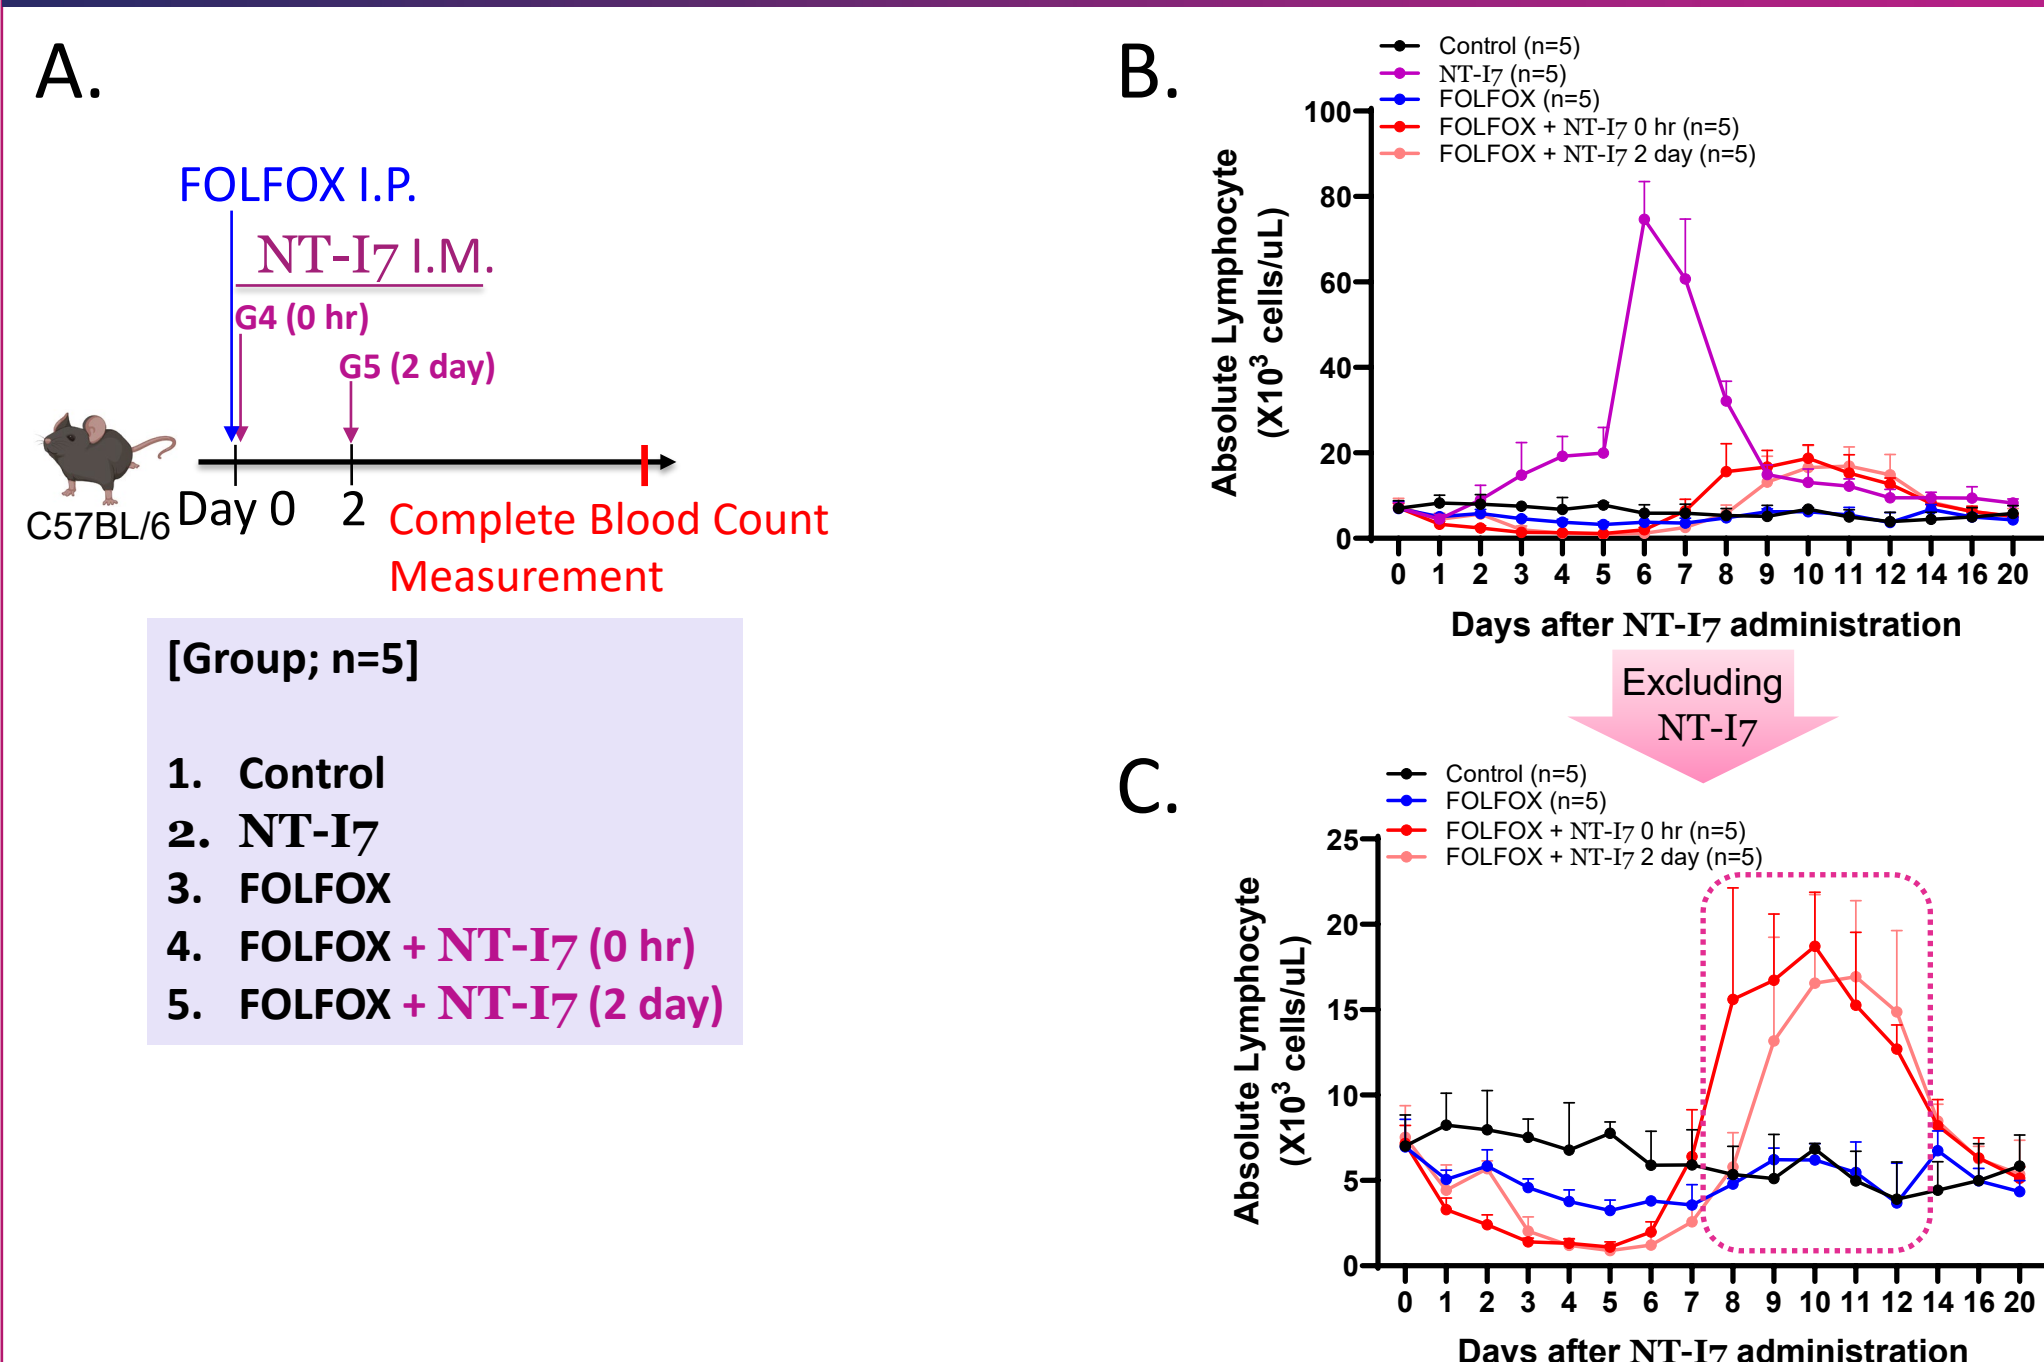 A.
FOLFOX I.P.
NT-I7 I.M.
G4 (0 hr)
G5 (2 day)
C57BL/6
Day 0
2
Complete Blood Count
Measurement
[Group; n=5]
1. Control
2. NT-I7
3. FOLFOX
4. FOLFOX + NT-I7 (0 hr)
5. FOLFOX + NT-I7 (2 day)
B.
Control (n=5)
NT-I7 (n=5)
FOLFOX (n=5)
FOLFOX + NT-I7 0 hr (n=5)
FOLFOX + NT-I7 2 day (n=5)
Absolute Lymphocyte
(X10³ cells/uL)
100
80
60
40
20
0
0 1 2 3 4 5 6 7 8 9 10 11 12 14 16 20
Days after NT-I7 administration
Excluding
NT-I7
C.
Control (n=5)
FOLFOX (n=5)
FOLFOX + NT-I7 0 hr (n=5)
FOLFOX + NT-I7 2 day (n=5)
Absolute Lymphocyte
(X10³ cells/uL)
25
20
15
10
5
0
0 1 2 3 4 5 6 7 8 9 10 11 12 14 16 20
Days after NT-I7 administration